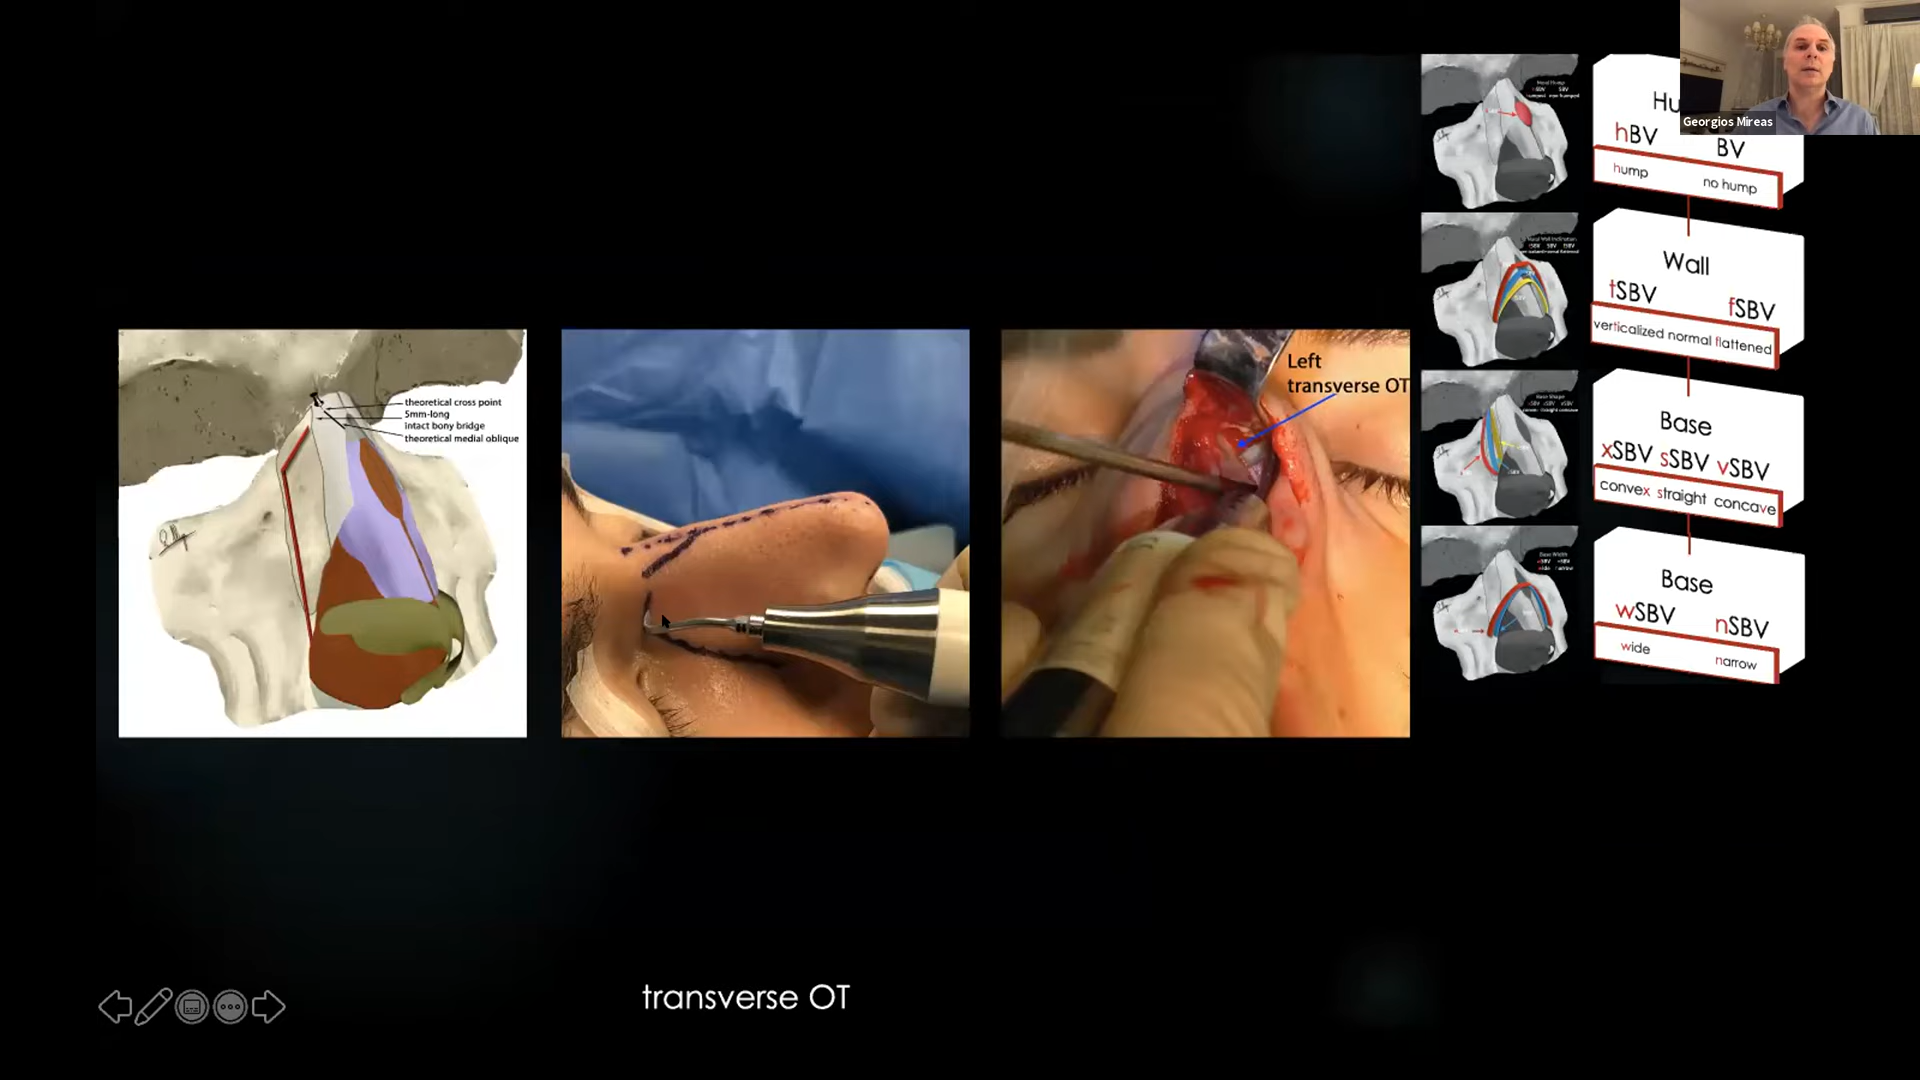 Georgios Mireas
theoretical cross point
5mm-long
intact bony bridge
theoretical medial oblique
Left
transverse OT
hBV
BV
hump
no hump
Wall
tSBV
fSBV
verticalized normal flattened
Base
xSBV sSBV vSBV
convex straight concave
Base
wSBV
nSBV
wide
narrow
transverse OT